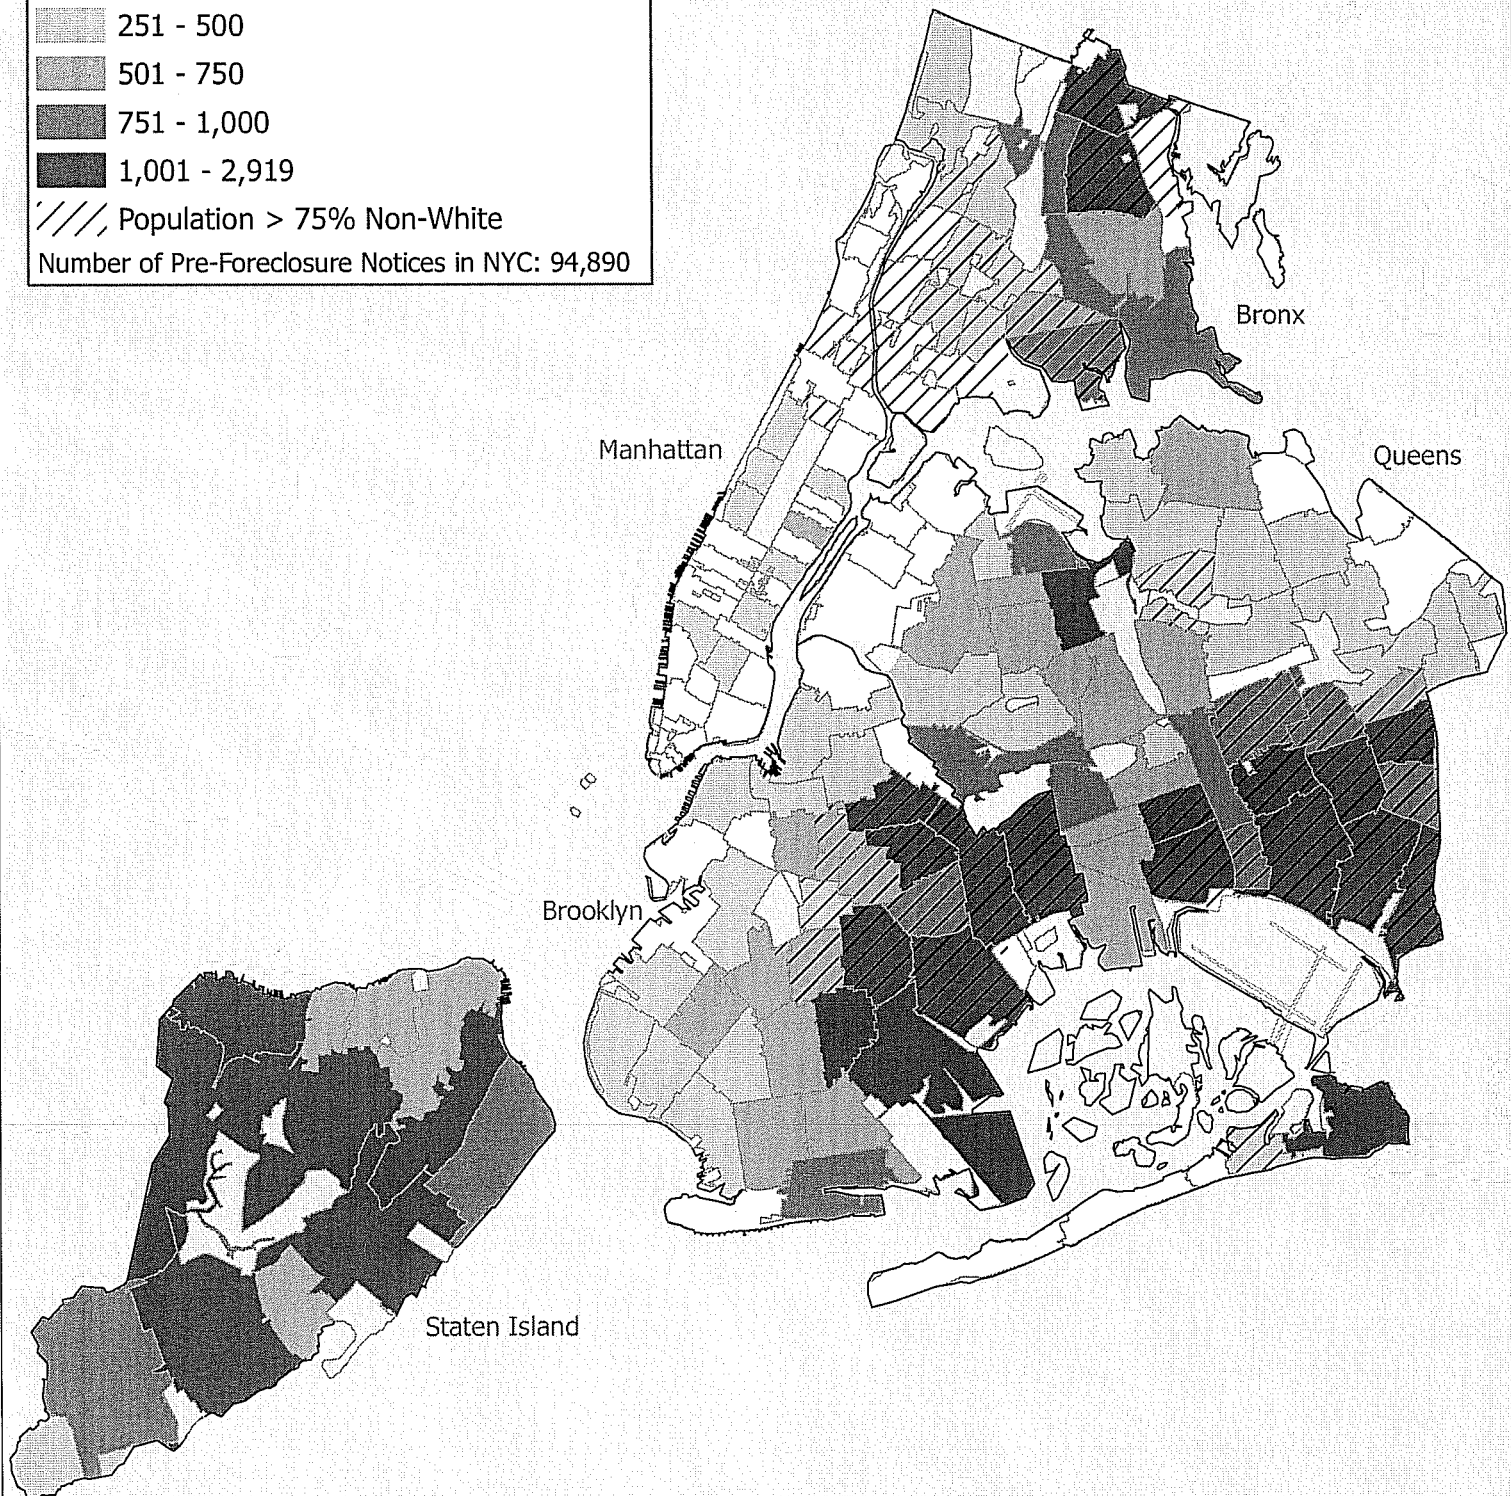 251 - 500
501 - 750
751 - 1,000
1,001 - 2,919
Population > 75% Non-White
Number of Pre-Foreclosure Notices in NYC: 94,890
Bronx
Manhattan
Queens
Brooklyn
Staten Island